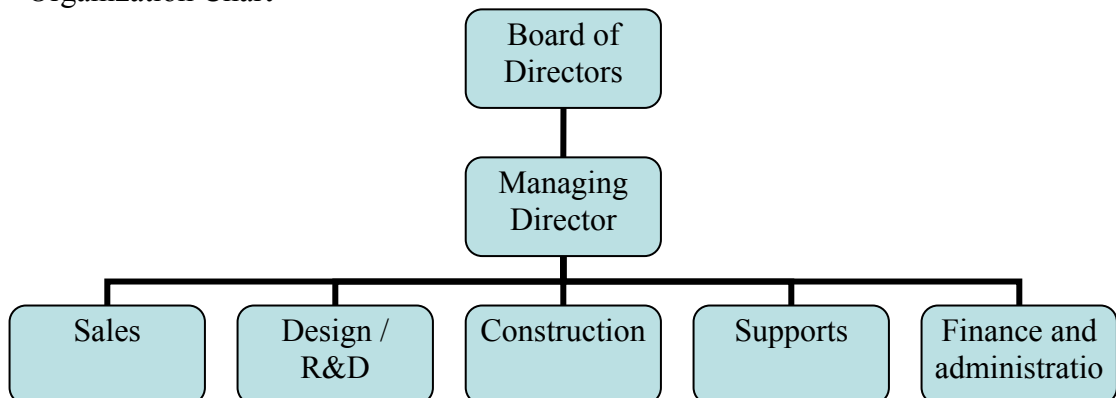 Organization Chart
Board of
Directors
Managing
Director
Sales
Design /
R&D
Construction
Supports
Finance and
administratio